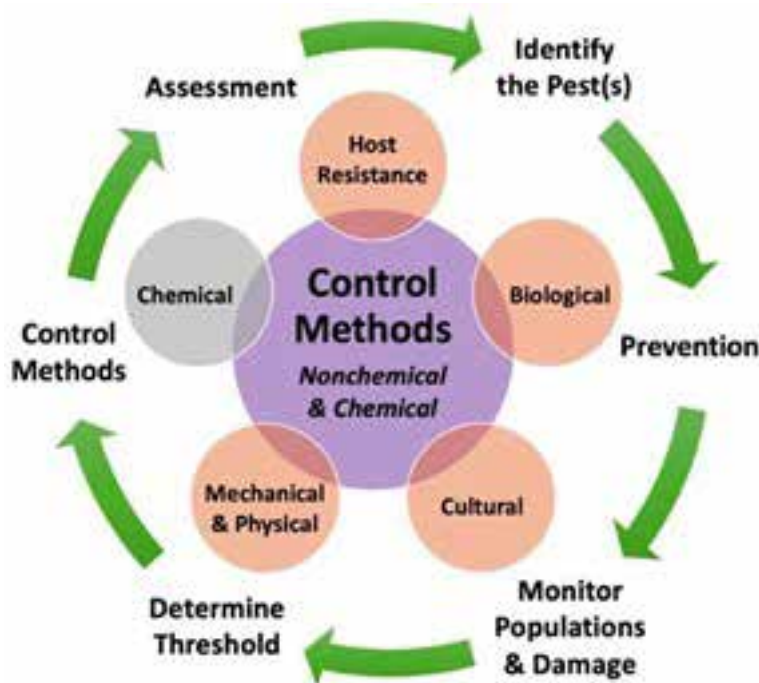 Identify
the Pest(s)
Prevention
Monitor
Populations
& Damage
Determine
Threshold
Control
Methods
Assessment
Host
Resistance
Biological
Cultural
Mechanical
& Physical
Chemical
Control
Methods
Nonchemical
& Chemical